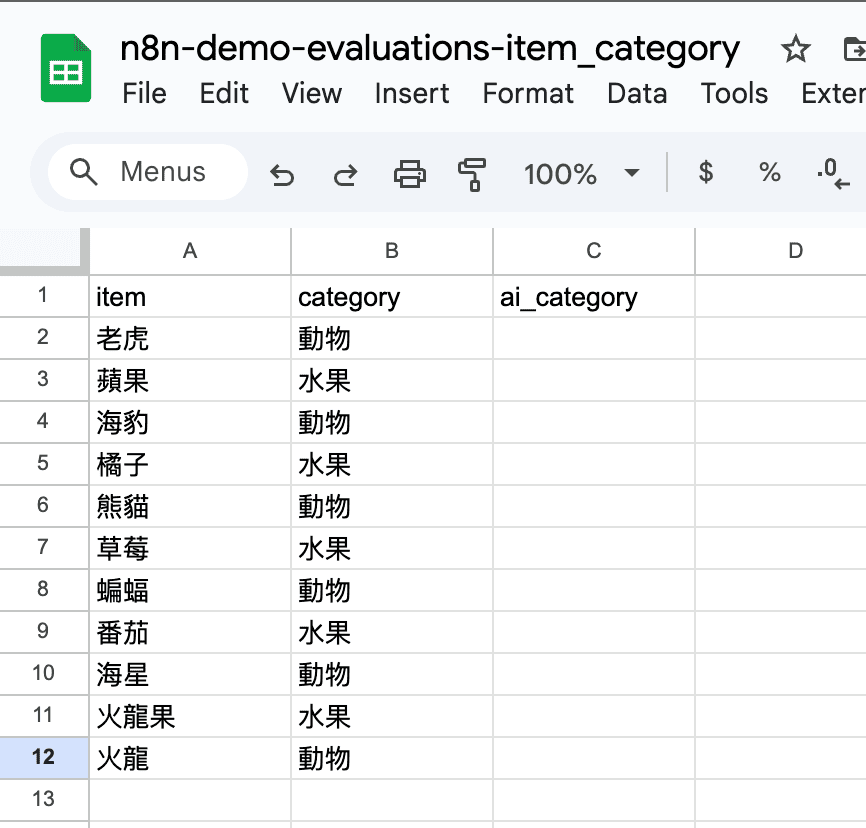 n8n-demo-evaluations-item_category
File Edit View Insert Format Data Tools Exter
Menus 100% $ % .0
A B C D
1 item category ai_category
2 老虎 動物
3 蘋果 水果
4 海豹 動物
5 橘子 水果
6 熊貓 動物
7 草莓 水果
8 蝙蝠 動物
9 番茄 水果
10 海星 動物
11 火龍果 水果
12 火龍 動物
13